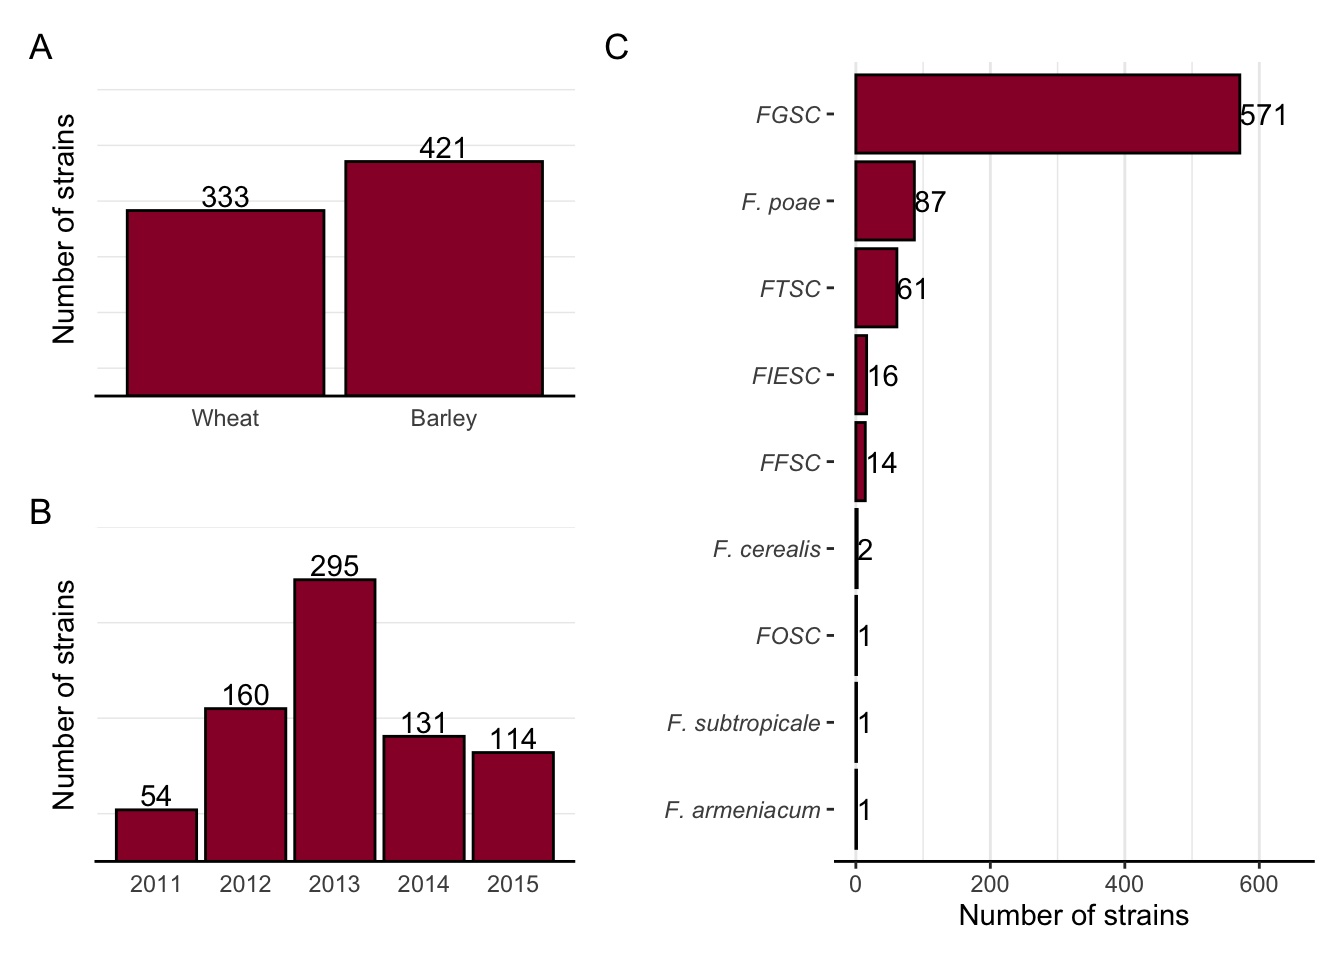 A
Number of strains
333
421
Wheat
Barley
B
Number of strains
54
160
295
131
114
2011 2012 2013 2014 2015
C
FGSC 571
F. poae 87
FTSC 61
FIESC 16
FFSC 14
F. cerealis 2
FOSC 1
F. subtropicale 1
F. armeniacum 1
0 200 400 600
Number of strains